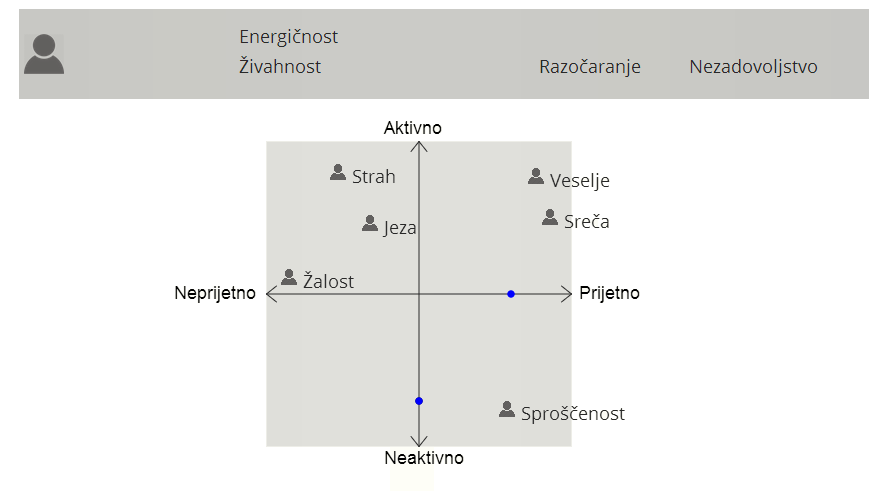 Energičnost
Živahnost Razočaranje Nezadovoljstvo
Aktivno
Strah Veselje
Jeza Sreča
Žalost
Neprijetno Prijetno
Sproščenost
Neaktivno